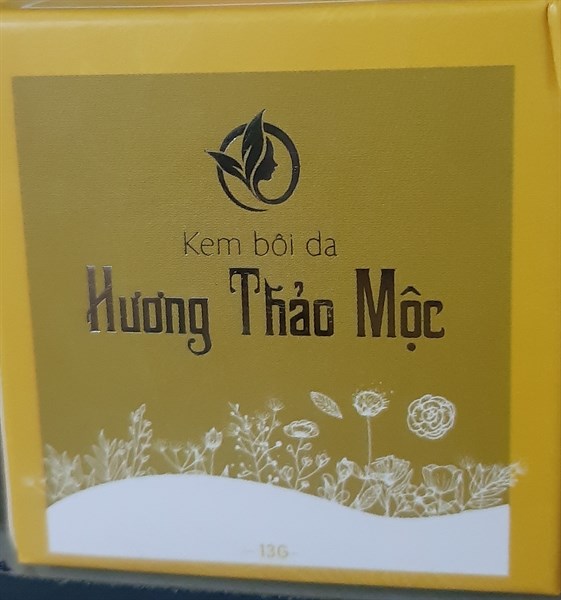 Kem bôi da
Hương Thảo Mộc
13G